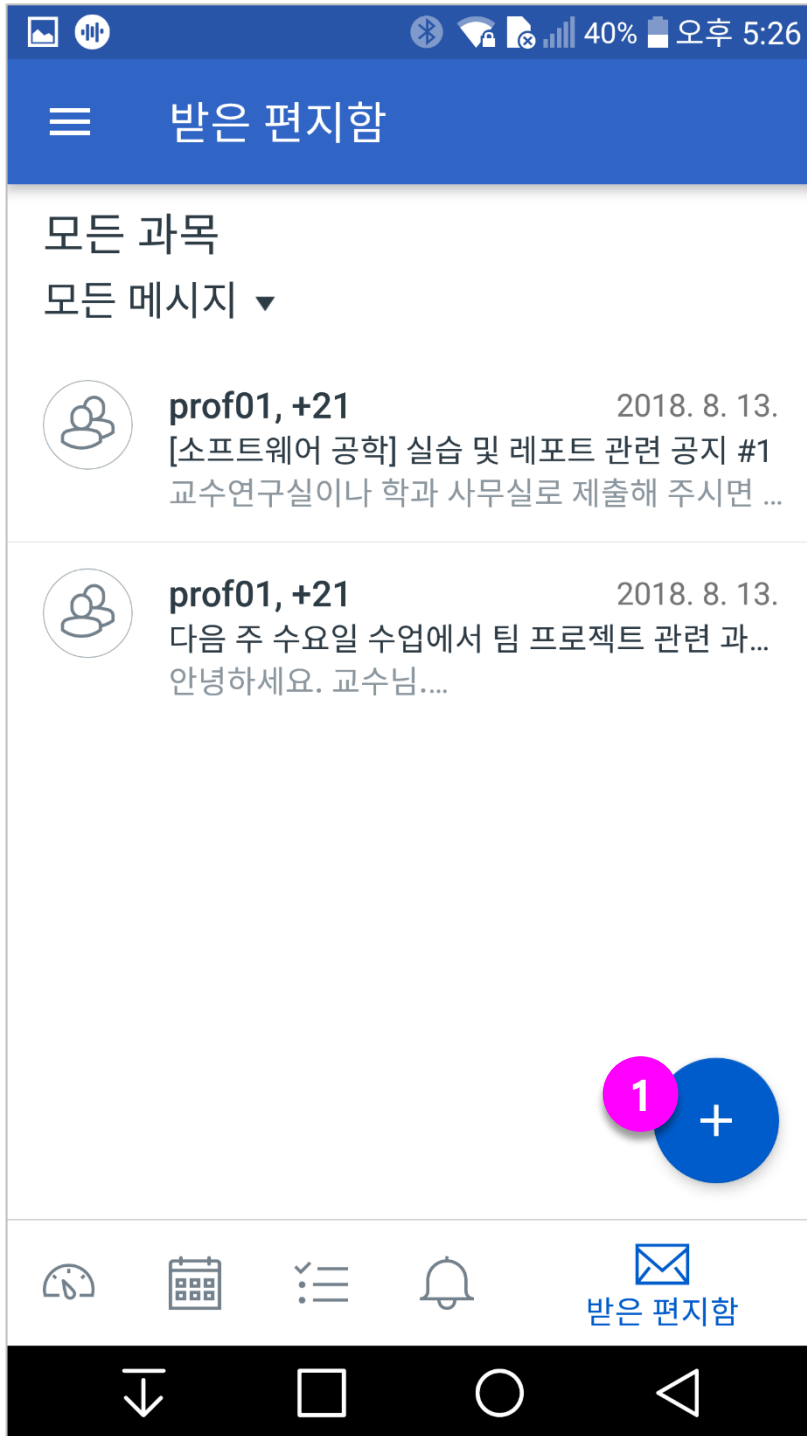 40% 오후 5:26
받은 편지함
모든 과목
모든 메시지
prof01, +21 2018. 8. 13.
[소프트웨어 공학] 실습 및 레포트 관련 공지 #1
교수연구실이나 학과 사무실로 제출해 주시면 ...
prof01, +21 2018. 8. 13.
다음 주 수요일 수업에서 팀 프로젝트 관련 과...
안녕하세요. 교수님....
1
+
받은 편지함